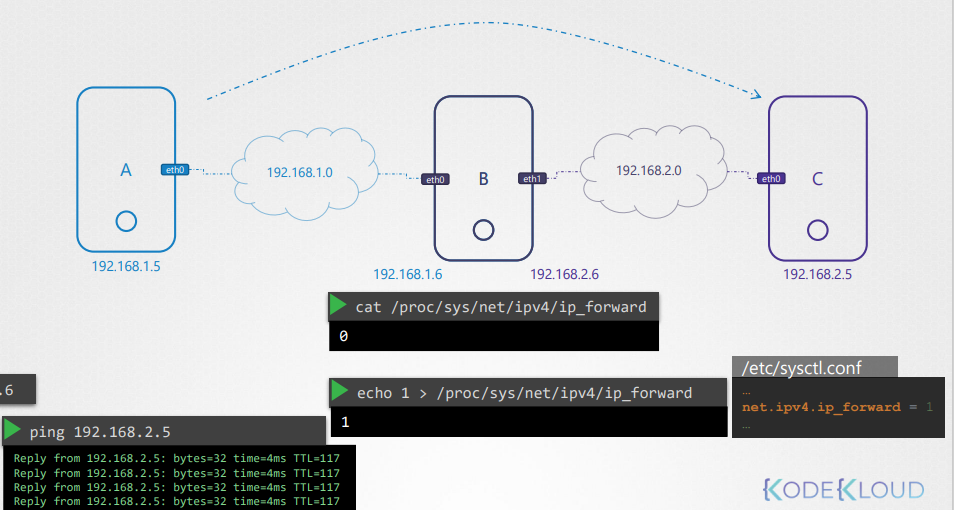 A
eth0
192.168.1.0
eth0
B
eth1
192.168.2.0
eth0
C
192.168.1.5
192.168.1.6
192.168.2.6
192.168.2.5
cat /proc/sys/net/ipv4/ip_forward
0
.6
echo 1 > /proc/sys/net/ipv4/ip_forward
1
/etc/sysctl.conf
...
net.ipv4.ip_forward = 1
...
ping 192.168.2.5
Reply from 192.168.2.5: bytes=32 time=4ms TTL=117
Reply from 192.168.2.5: bytes=32 time=4ms TTL=117
Reply from 192.168.2.5: bytes=32 time=4ms TTL=117
Reply from 192.168.2.5: bytes=32 time=4ms TTL=117
KODEKLOUD